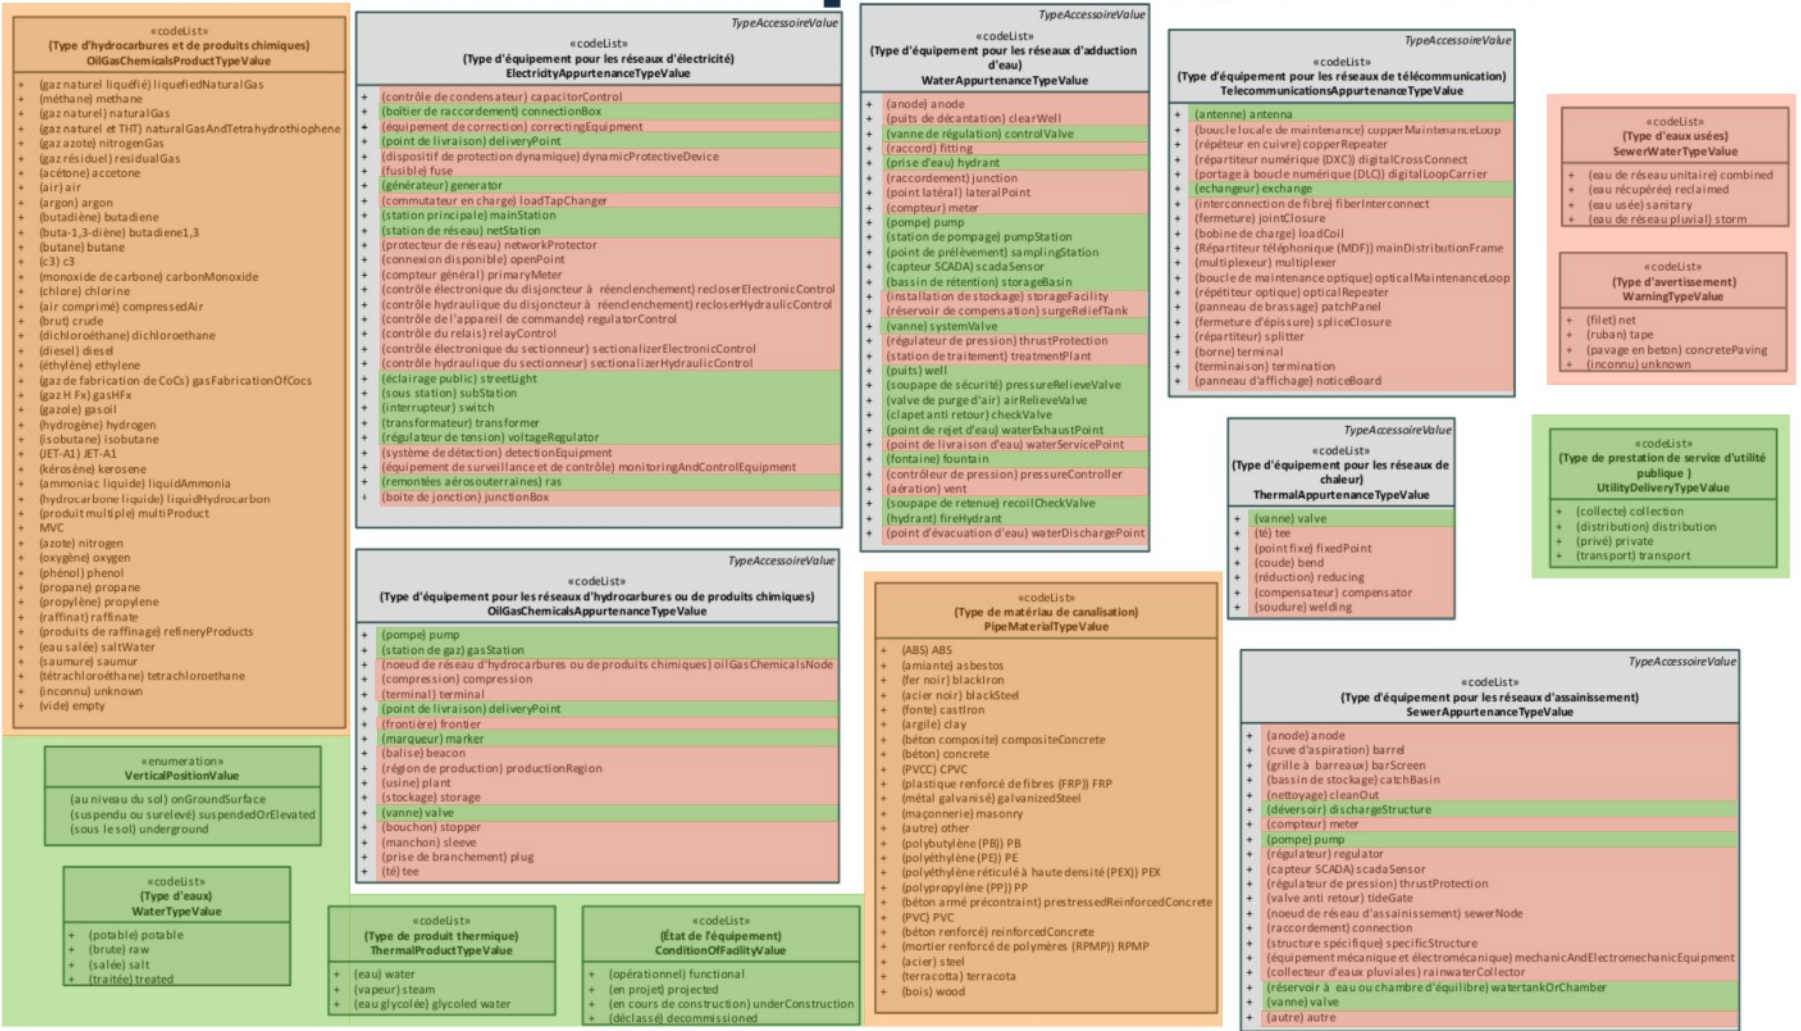 «codeList»
(Type d'hydrocarbures et de produits chimiques)
OilGasChemicalsProductTypeValue
+ (gaz naturel liquéfié) liquefiedNaturalGas
+ (méthane) methane
+ (gaz naturel) naturalGas
+ (gaz naturel et THT) naturalGasAndTetrahydrothiophene
+ (gaz azote) nitrogenGas
+ (gaz résiduel) residualGas
+ (acétone) accetone
+ (air) air
+ (argon) argon
+ (butadiène) butadiene
+ (buta-1,3-diène) butadiene1,3
+ (butane) butane
+ (c3) c3
+ (monoxide de carbone) carbonMonoxide
+ (chlore) chlorine
+ (air comprimé) compressedAir
+ (brut) crude
+ (dichloroéthane) dichloroethane
+ (diesel) diesel
+ (éthylène) ethylene
+ (gaz de fabrication de CoCs) gasFabricationOfCocs
+ (gaz H Fx) gasHFx
+ (gazole) gasoil
+ (hydrogène) hydrogen
+ (isobutane) isobutane
+ (JET-A1) JET-A1
+ (kérosène) kerosene
+ (ammoniac liquide) liquidAmmonia
+ (hydrocarbone liquide) liquidHydrocarbon
+ (produit multiple) multiProduct
+ MVC
+ (azote) nitrogen
+ (oxygène) oxygen
+ (phénol) phenol
+ (propane) propane
+ (propylène) propylene
+ (raffinat) raffinate
+ (produits de raffinage) refineryProducts
+ (eau salée) saltWater
+ (saumure) saumur
+ (tétrachloroéthane) tetrachloroethane
+ (inconnu) unknown
+ (vide) empty
«enumeration»
VerticalPositionValue
(au niveau du sol) onGroundSurface
(suspendu ou surelevé) suspendedOrElevated
(sous le sol) underground
«codeList»
(Type d'eaux)
WaterTypeValue
+ (potable) potable
+ (brute) raw
+ (salée) salt
+ (traitée) treated
TypeAccessoireValue
«codeList»
(Type d'équipement pour les réseaux d'électricité)
ElectricityAppurtenanceTypeValue
+ (contrôle de condensateur) capacitorControl
+ (boîtier de raccordement) connectionBox
+ (équipement de correction) correctingEquipment
+ (point de livraison) deliveryPoint
+ (dispositif de protection dynamique) dynamicProtectiveDevice
+ (fusible) fuse
+ (générateur) generator
+ (commutateur en charge) loadTapChanger
+ (station principale) mainStation
+ (station de réseau) netStation
+ (protecteur de réseau) networkProtector
+ (connexion disponible) openPoint
+ (compteur général) primaryMeter
+ (contrôle électronique du disjoncteur à réenclenchement) recloserElectronicControl
+ (contrôle hydraulique du disjoncteur à réenclenchement) recloserHydraulicControl
+ (contrôle de l'appareil de commande) regulatorControl
+ (contrôle du relais) relayControl
+ (contrôle électronique du sectionneur) sectionalizerElectronicControl
+ (contrôle hydraulique du sectionneur) sectionalizerHydraulicControl
+ (éclairage public) streetLight
+ (sous station) subStation
+ (interrupteur) switch
+ (transformateur) transformer
+ (régulateur de tension) voltageRegulator
+ (système de détection) detectionEquipment
+ (équipement de surveillance et de contrôle) monitoringAndControlEquipment
+ (remontées aérosouterraines) ras
+ (boite de jonction) junctionBox
TypeAccessoireValue
«codeList»
(Type d'équipement pour les réseaux d'hydrocarbures ou de produits chimiques)
OilGasChemicalsAppurtenanceTypeValue
+ (pompe) pump
+ (station de gaz) gasStation
+ (noeud de réseau d'hydrocarbures ou de produits chimiques) oilGasChemicalsNode
+ (compression) compression
+ (terminal) terminal
+ (point de livraison) deliveryPoint
+ (frontière) frontier
+ (marqueur) marker
+ (balise) beacon
+ (région de production) productionRegion
+ (usine) plant
+ (stockage) storage
+ (vanne) valve
+ (bouchon) stopper
+ (manchon) sleeve
+ (prise de branchement) plug
+ (té) tee
«codeList»
(Type de produit thermique)
ThermalProductTypeValue
+ (eau) water
+ (vapeur) steam
+ (eau glycolée) glycoled water
«codeList»
(État de l'équipement)
ConditionOfFacilityValue
+ (opérationnel) functional
+ (en projet) projected
+ (en cours de construction) underConstruction
+ (déclassé) decommissioned
TypeAccessoireValue
«codeList»
(Type d'équipement pour les réseaux d'adduction
d'eau)
WaterAppurtenanceTypeValue
+ (anode) anode
+ (puits de décantation) clearWell
+ (vanne de régulation) controlValve
+ (raccord) fitting
+ (prise d'eau) hydrant
+ (raccordement) junction
+ (point latéral) lateralPoint
+ (compteur) meter
+ (pompe) pump
+ (station de pompage) pumpStation
+ (point de prélèvement) samplingStation
+ (capteur SCADA) scadaSensor
+ (bassin de rétention) storageBasin
+ (installation de stockage) storageFacility
+ (réservoir de compensation) surgeReliefTank
+ (vanne) systemValve
+ (régulateur de pression) thrustProtection
+ (station de traitement) treatmentPlant
+ (puits) well
+ (soupape de sécurité) pressureRelieveValve
+ (valve de purge d'air) airRelieveValve
+ (clapet anti retour) checkValve
+ (point de rejet d'eau) waterExhaustPoint
+ (point de livraison d'eau) waterServicePoint
+ (fontaine) fountain
+ (contrôleur de pression) pressureController
+ (aération) vent
+ (soupape de retenue) recoilCheckValve
+ (hydrant) fireHydrant
+ (point d'évacuation d'eau) waterDischargePoint
«codeList»
(Type de matériau de canalisation)
PipeMaterialTypeValue
+ (ABS) ABS
+ (amiante) asbestos
+ (fer noir) blackIron
+ (acier noir) blackSteel
+ (fonte) castIron
+ (argile) clay
+ (béton composite) compositeConcrete
+ (béton) concrete
+ (PVCC) CPVC
+ (plastique renforcé de fibres (FRP)) FRP
+ (métal galvanisé) galvanizedSteel
+ (maçonnerie) masonry
+ (autre) other
+ (polybutylène (PB)) PB
+ (polyéthylène (PE)) PE
+ (polyéthylène réticulé à haute densité (PEX)) PEX
+ (polypropylène (PP)) PP
+ (béton armé précontraint) prestressedReinforcedConcrete
+ (PVC) PVC
+ (béton renforcé) reinforcedConcrete
+ (mortier renforcé de polymères (RPMP)) RPMP
+ (acier) steel
+ (terracotta) terracota
+ (bois) wood
TypeAccessoireValue
«codeList»
(Type d'équipement pour les réseaux de télécommunication)
TelecommunicationsAppurtenanceTypeValue
+ (antenne) antenna
+ (boucle locale de maintenance) copperMaintenanceLoop
+ (répéteur en cuivre) copperRepeater
+ (répartiteur numérique (DXC)) digitalCrossConnect
+ (portage à boucle numérique (DLC)) digitalLoopCarrier
+ (echangeur) exchange
+ (interconnection de fibre) fiberInterconnect
+ (fermeture) jointClosure
+ (bobine de charge) loadCoil
+ (Répartiteur téléphonique (MDF)) mainDistributionFrame
+ (multiplexeur) multiplexer
+ (boucle de maintenance optique) opticalMaintenanceLoop
+ (répétiteur optique) opticalRepeater
+ (panneau de brassage) patchPanel
+ (fermeture d'épissure) spliceClosure
+ (répartiteur) splitter
+ (borne) terminal
+ (terminaison) termination
+ (panneau d'affichage) noticeBoard
TypeAccessoireValue
«codeList»
(Type d'équipement pour les réseaux de
chaleur)
ThermalAppurtenanceTypeValue
+ (vanne) valve
+ (té) tee
+ (point fixe) fixedPoint
+ (coude) bend
+ (réduction) reducing
+ (compensateur) compensator
+ (soudure) welding
«codeList»
(Type d'eaux usées)
SewerWaterTypeValue
+ (eau de réseau unitaire) combined
+ (eau récupérée) reclaimed
+ (eau usée) sanitary
+ (eau de réseau pluvial) storm
«codeList»
(Type d'avertissement)
WarningTypeValue
+ (filet) net
+ (ruban) tape
+ (pavage en beton) concretePaving
+ (inconnu) unknown
«codeList»
(Type de prestation de service d'utilité
publique )
UtilityDeliveryTypeValue
+ (collecte) collection
+ (distribution) distribution
+ (privé) private
+ (transport) transport
TypeAccessoireValue
«codeList»
(Type d'équipement pour les réseaux d'assainissement)
SewerAppurtenanceTypeValue
+ (anode) anode
+ (cuve d'aspiration) barrel
+ (grille à barreaux) barScreen
+ (bassin de stockage) catchBasin
+ (nettoyage) cleanOut
+ (déversoir) dischargeStructure
+ (compteur) meter
+ (pompe) pump
+ (régulateur) regulator
+ (capteur SCADA) scadaSensor
+ (régulateur de pression) thrustProtection
+ (valve anti retour) tideGate
+ (noeud de réseau d'assainissement) sewerNode
+ (raccordement) connection
+ (structure spécifique) specificStructure
+ (équipement mécanique et électromécanique) mechanicAndElectromechanicEquipment
+ (collecteur d'eaux pluviales) rainwaterCollector
+ (réservoir à eau ou chambre d'équilibre) watertankOrChamber
+ (vanne) valve
+ (autre) autre